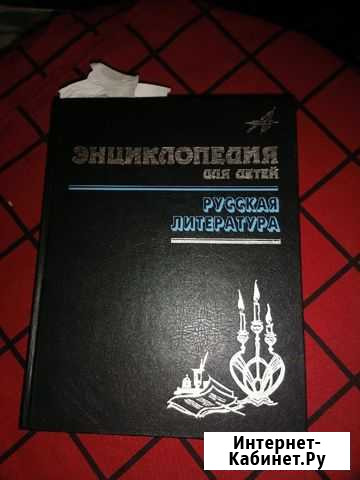 ЭНЦИКЛОПЕДИЯ
ДЛЯ ДЕТЕЙ
РУССКАЯ
ЛИТЕРАТУРА
Интернет-
Кабинет.Ру